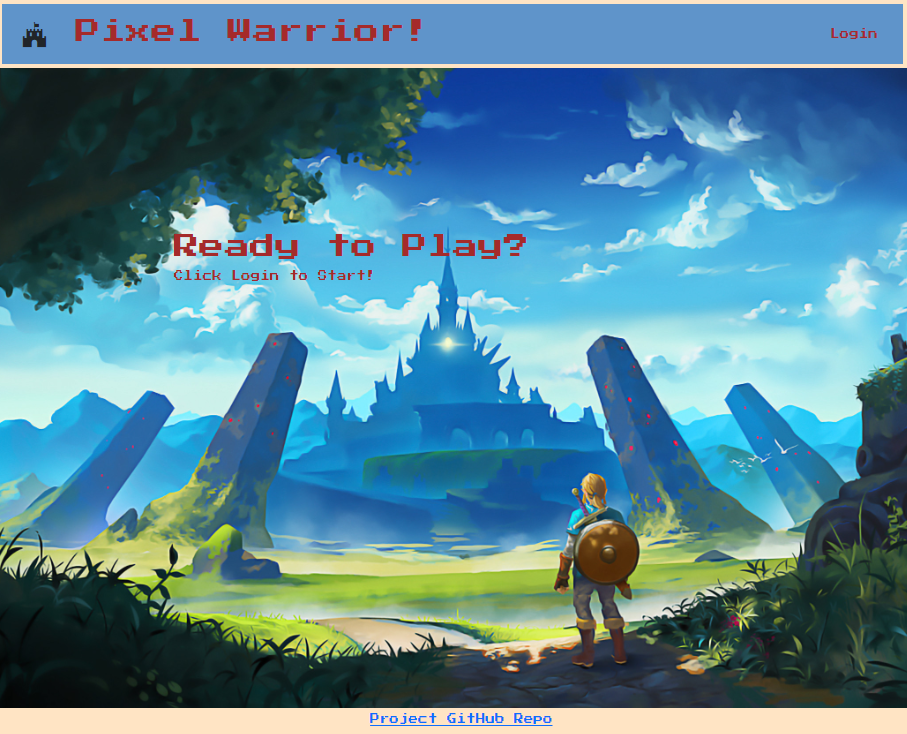 Pixel Warrior!
Login
Ready to Play?
Click Login to Start!
Project GitHub Repo